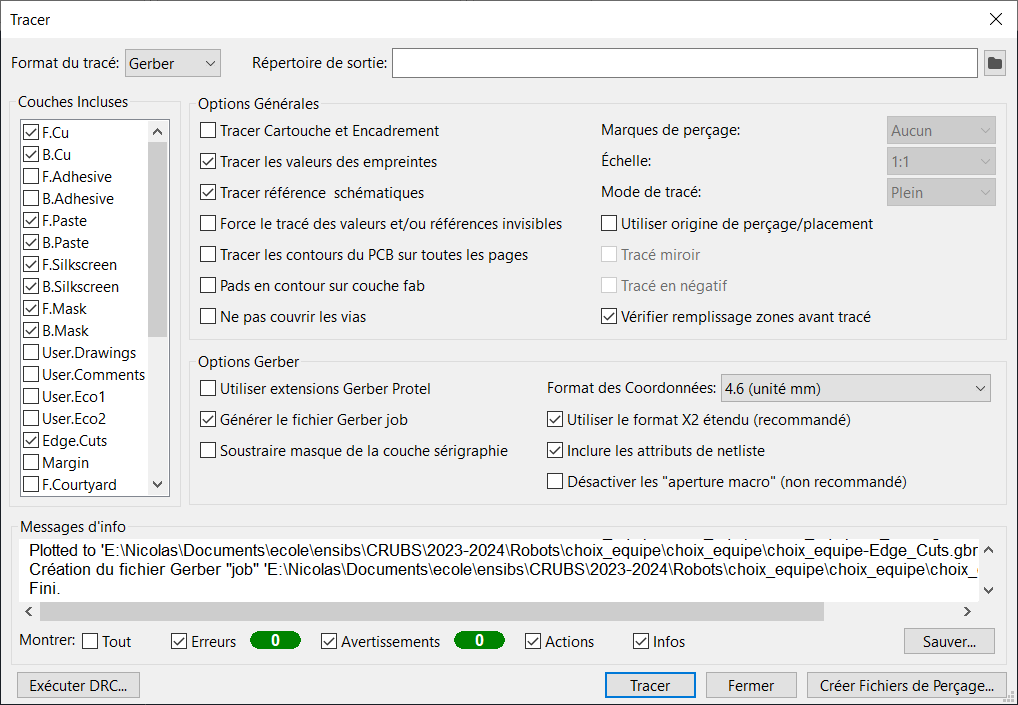 Tracer
Format du tracé: Gerber Répertoire de sortie:
Couches Incluses
F.Cu
B.Cu
F.Adhesive
B.Adhesive
F.Paste
B.Paste
F.Silkscreen
B.Silkscreen
F.Mask
B.Mask
User.Drawings
User.Comments
User.Eco1
User.Eco2
Edge.Cuts
Margin
F.Courtyard
Options Générales
Tracer Cartouche et Encadrement
Tracer les valeurs des empreintes
Tracer référence  schématiques
Force le tracé des valeurs et/ou références invisibles
Tracer les contours du PCB sur toutes les pages
Pads en contour sur couche fab
Ne pas couvrir les vias
Marques de perçage: Aucun
Échelle: 1:1
Mode de tracé: Plein
Utiliser origine de perçage/placement
Tracé miroir
Tracé en négatif
Vérifier remplissage zones avant tracé
Options Gerber
Utiliser extensions Gerber Protel
Générer le fichier Gerber job
Soustraire masque de la couche sérigraphie
Format des Coordonnées: 4.6 (unité mm)
Utiliser le format X2 étendu (recommandé)
Inclure les attributs de netliste
Désactiver les "aperture macro" (non recommandé)
Messages d'info
Plotted to 'E:\Nicolas\Documents\ecole\ensibs\CRUBS\2023-2024\Robots\choix_equipe\choix_equipe\choix_equipe-Edge_Cuts.gbr
Création du fichier Gerber "job" 'E:\Nicolas\Documents\ecole\ensibs\CRUBS\2023-2024\Robots\choix_equipe\choix_equipe\choix_
Fini.
Montrer: Tout Erreurs 0 Avertissements 0 Actions Infos Sauver...
Exécuter DRC... Tracer Fermer Créer Fichiers de Perçage...